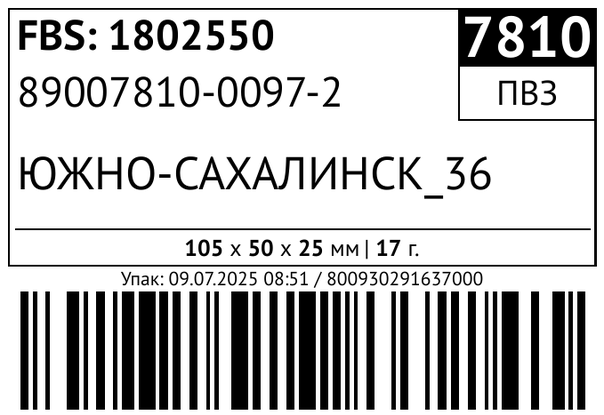 FBS: 1802550
7810
89007810-0097-2
ПВЗ
ЮЖНО-САХАЛИНСК_36
105 х 50 х 25 мм | 17 г.
Упак: 09.07.2025 08:51 / 800930291637000